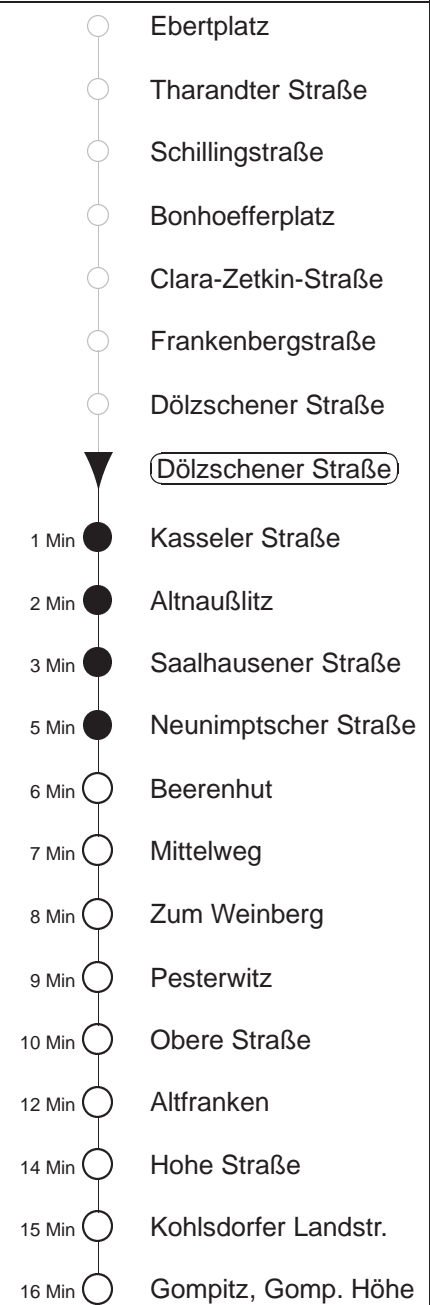 Ebertplatz
Tharandter Straße
Schillingstraße
Bonhoefferplatz
Clara-Zetkin-Straße
Frankenbergstraße
Dölzschener Straße
Dölzschener Straße
1 Min Kasseler Straße
2 Min Altnaußlitz
3 Min Saalhausener Straße
5 Min Neunimptscher Straße
6 Min Beerenhut
7 Min Mittelweg
8 Min Zum Weinberg
9 Min Pesterwitz
10 Min Obere Straße
12 Min Altfranken
14 Min Hohe Straße
15 Min Kohlsdorfer Landstr.
16 Min Gompitz, Gomp. Höhe